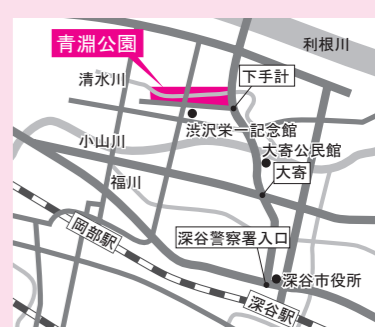 利根川
青淵公園
下手計
清水川
渋沢栄一記念館
小山川
大寄公民館
大寄
福川
岡部駅
深谷警察署入口
深谷市役所
深谷駅